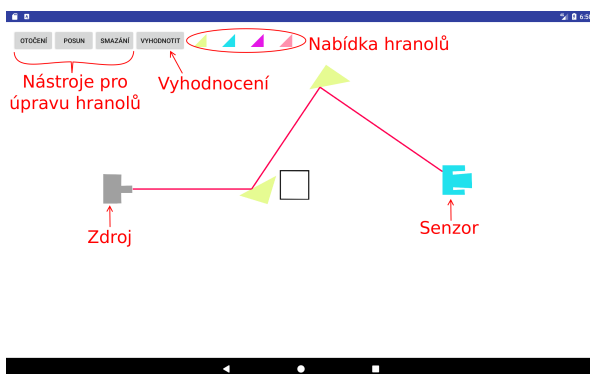 OTOČENÍ POSUN SMAZÁNÍ VYHODNOTIT
Nabídka hranolů
Nástroje pro
úpravu hranolů
Vyhodnocení
Zdroj
Senzor